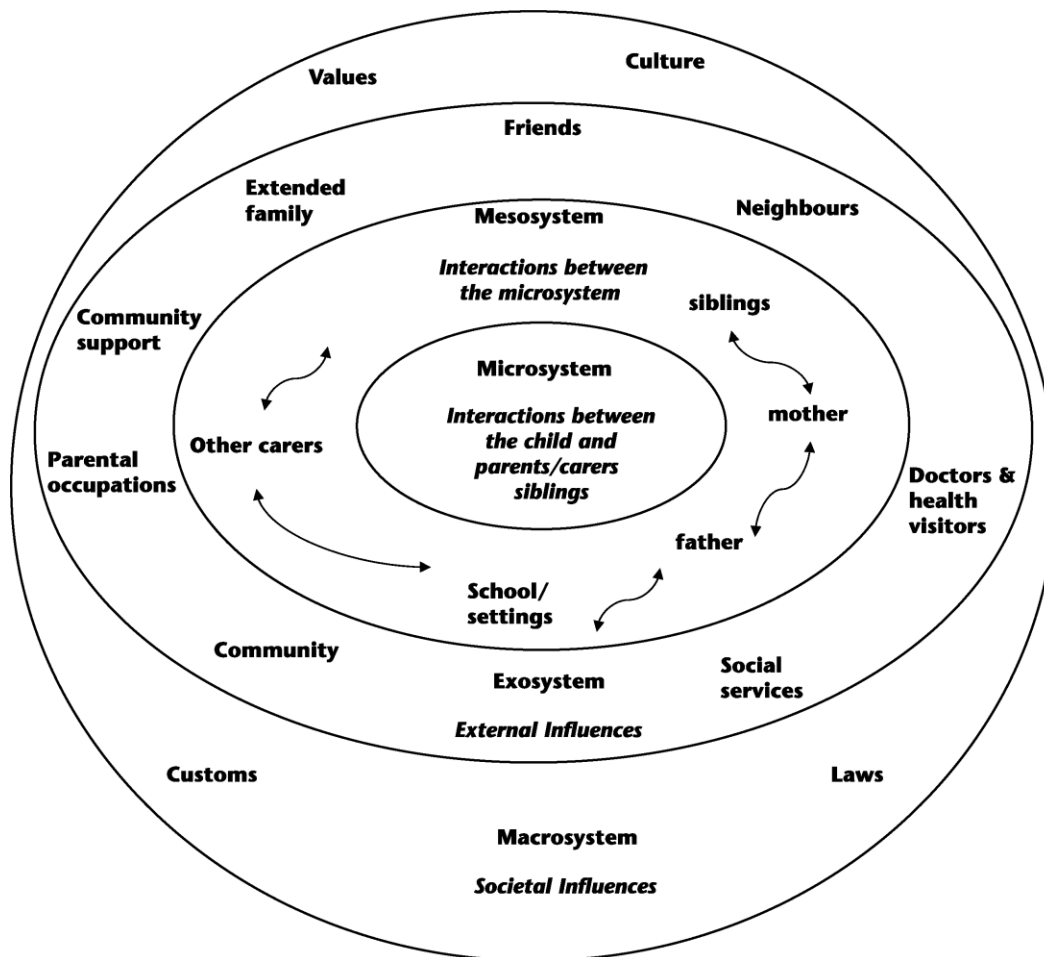 Values
Culture
Friends
Extended
family
Neighbours
Mesosystem
Interactions between
the microsystem
siblings
Community
support
Microsystem
Interactions between
the child and
parents/carers
siblings
mother
Other carers
Parental
occupations
Doctors &
health
visitors
father
School/
settings
Community
Exosystem
Social
services
External Influences
Customs
Laws
Macrosystem
Societal Influences